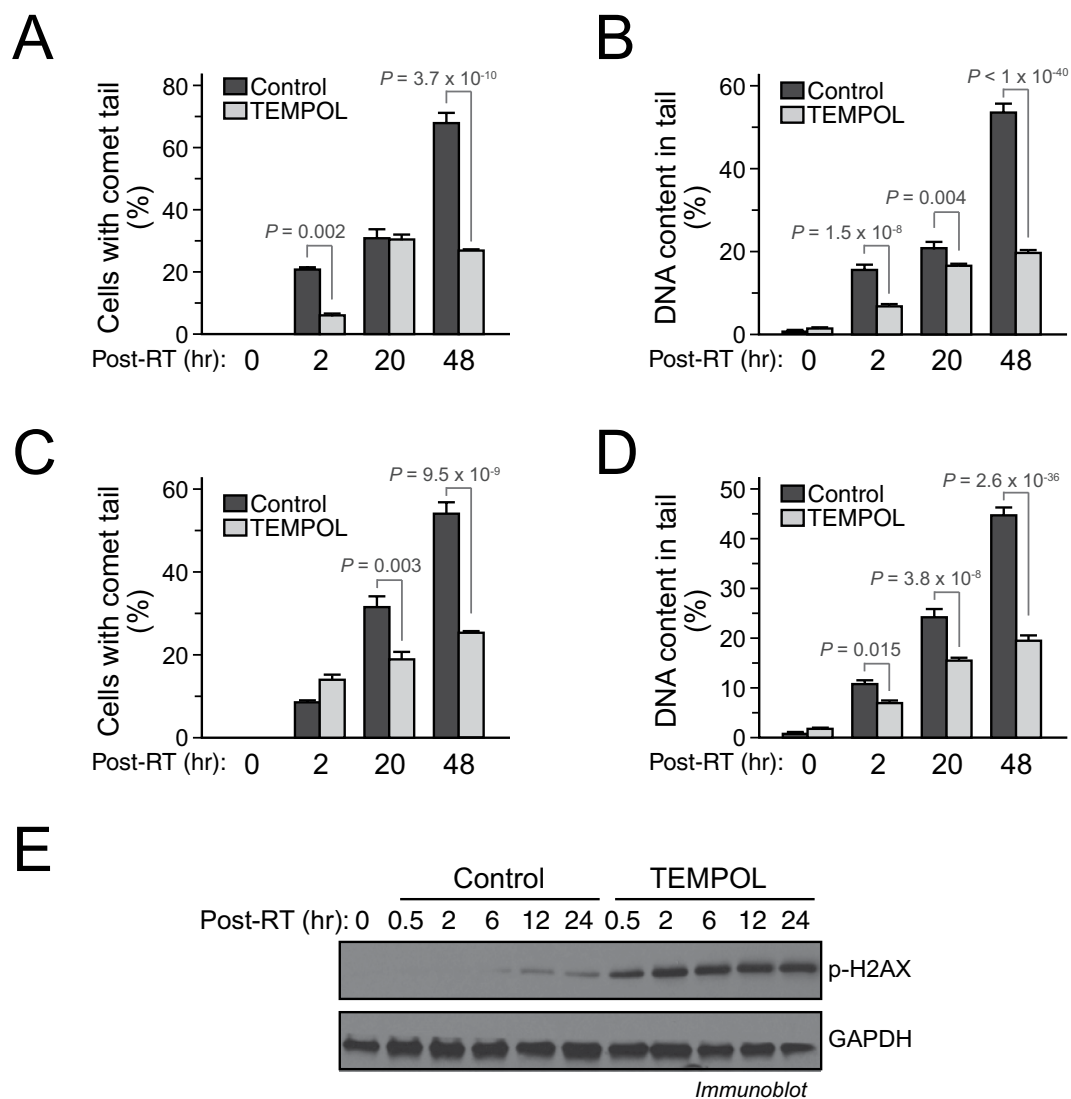 A
Cells with comet tail
(%)
80
60
40
20
0
Control
TEMPOL
P = 0.002
P = 3.7 x 10-10
Post-RT (hr): 0 2 20 48
B
DNA content in tail
(%)
60
40
20
0
Control
TEMPOL
P = 1.5 x 10-8
P = 0.004
P < 1 x 10-40
Post-RT (hr): 0 2 20 48
C
Cells with comet tail
(%)
60
40
20
0
Control
TEMPOL
P = 0.003
P = 9.5 x 10-9
Post-RT (hr): 0 2 20 48
D
DNA content in tail
(%)
50
40
30
20
10
0
Control
TEMPOL
P = 0.015
P = 3.8 x 10-8
P = 2.6 x 10-36
Post-RT (hr): 0 2 20 48
E
Control TEMPOL
Post-RT (hr): 0 0.5 2 6 12 24 0.5 2 6 12 24
p-H2AX
GAPDH
Immunoblot